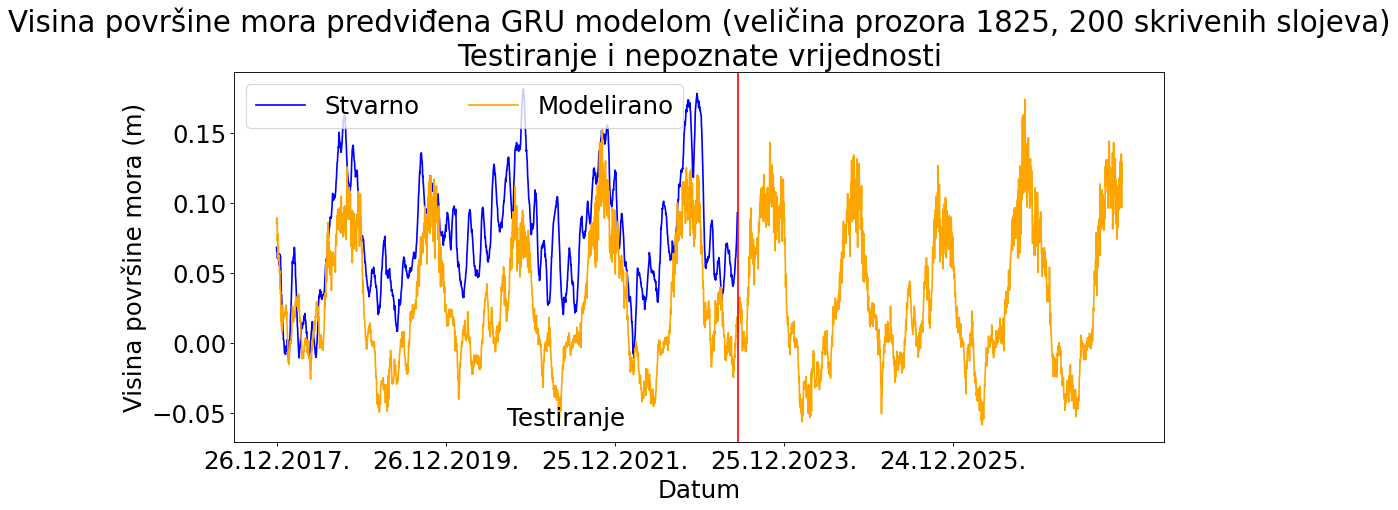 Visina površine mora predviđena GRU modelom (veličina prozora 1825, 200 skrivenih slojeva)
Testiranje i nepoznate vrijednosti
Stvarno
Modelirano
Visina površine mora (m)
0.15
0.10
0.05
0.00
−0.05
Testiranje
26.12.2017.
26.12.2019.
25.12.2021.
25.12.2023.
24.12.2025.
Datum